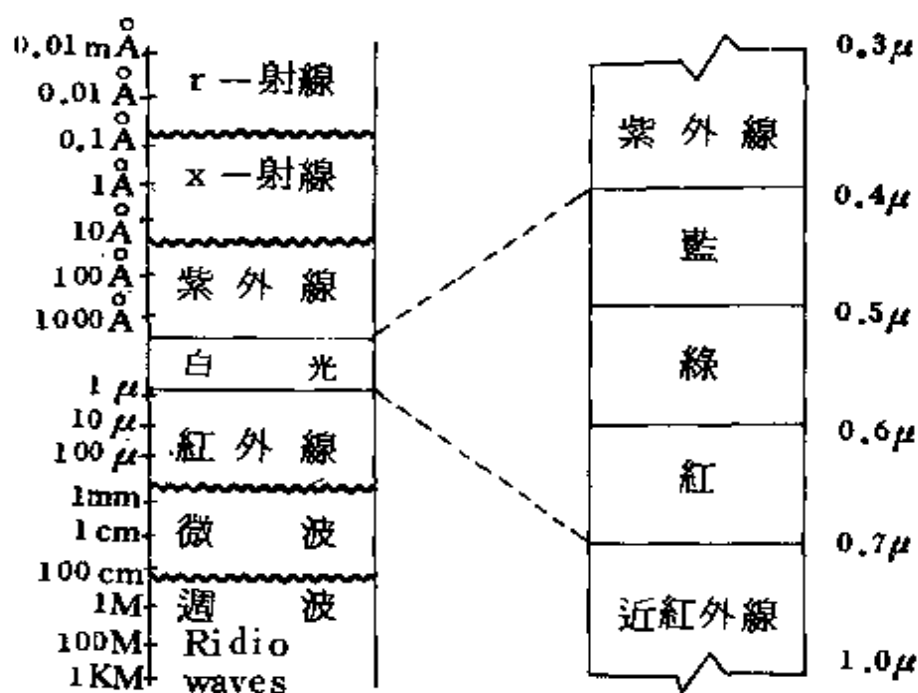 0.01 mÅ
0.01 Å
0.1 Å
1 Å
10 Å
100 Å
1000 Å
1 μ
10 μ
100 μ
1mm
1 cm
100 cm
1M
100M
1KM
r－射線
x－射線
紫外線
白光
紅外線
微波
週波
Ridio
waves
紫外線
藍
綠
紅
近紅外線
0.3μ
0.4μ
0.5μ
0.6μ
0.7μ
1.0μ